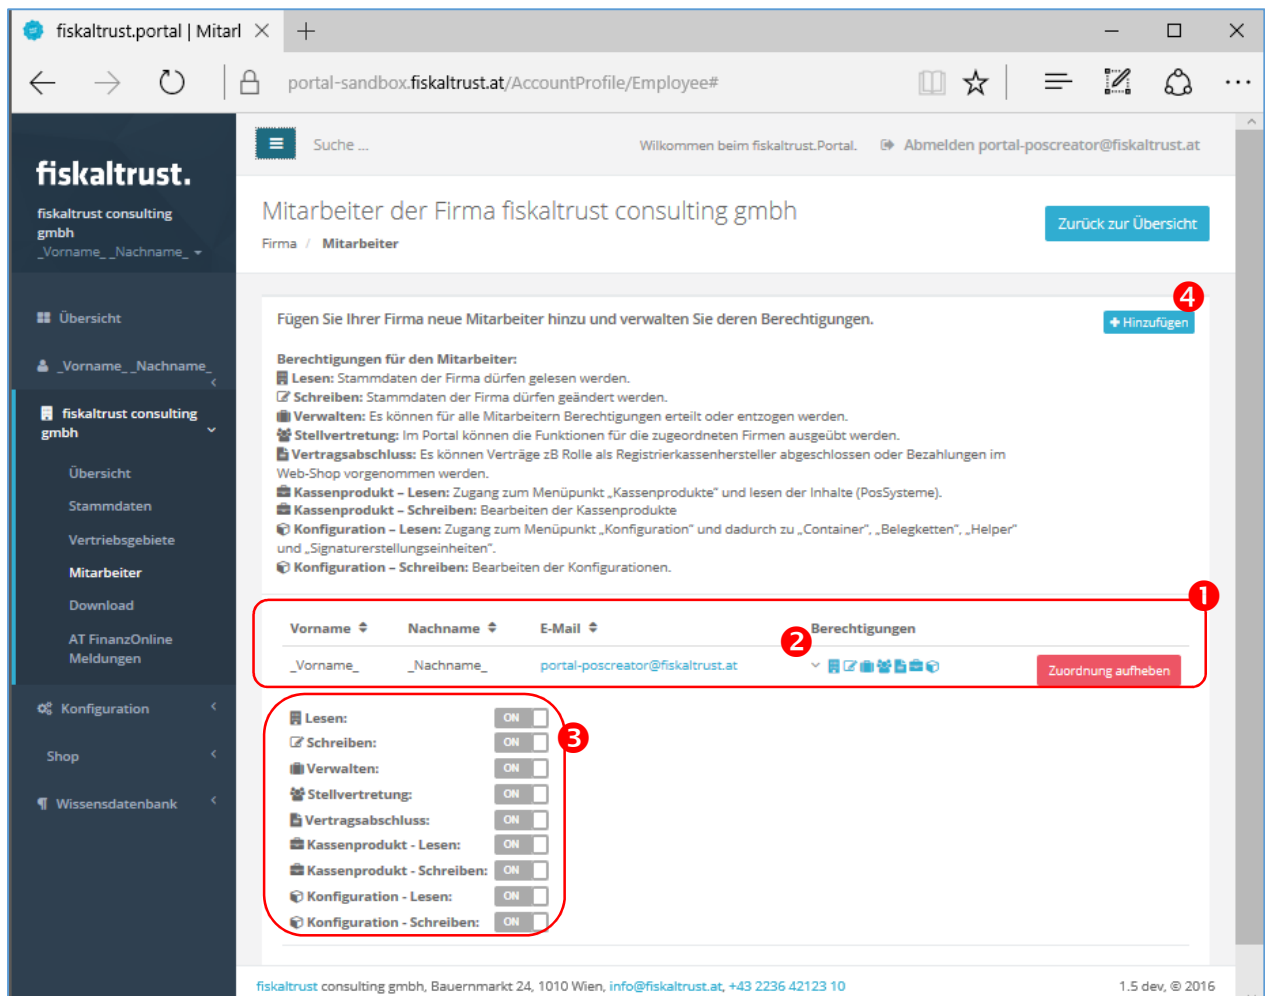 fiskaltrust.portal | Mitarl
portal-sandbox.fiskaltrust.at/AccountProfile/Employee#
fiskaltrust.
fiskaltrust consulting
gmbh
_Vorname_ _Nachname_
Übersicht
_Vorname_ _Nachname_
fiskaltrust consulting
gmbh
Übersicht
Stammdaten
Vertriebsgebiete
Mitarbeiter
Download
AT FinanzOnline
Meldungen
Konfiguration
Shop
Wissensdatenbank
Suche ...
Wilkommen beim fiskaltrust.Portal.
Abmelden portal-poscreator@fiskaltrust.at
Mitarbeiter der Firma fiskaltrust consulting gmbh
Firma / Mitarbeiter
Zurück zur Übersicht
4
Fügen Sie Ihrer Firma neue Mitarbeiter hinzu und verwalten Sie deren Berechtigungen.
+ Hinzufügen
Berechtigungen für den Mitarbeiter:
Lesen: Stammdaten der Firma dürfen gelesen werden.
Schreiben: Stammdaten der Firma dürfen geändert werden.
Verwalten: Es können für alle Mitarbeitern Berechtigungen erteilt oder entzogen werden.
Stellvertretung: Im Portal können die Funktionen für die zugeordneten Firmen ausgeübt werden.
Vertragsabschluss: Es können Verträge zB Rolle als Registrierkassenhersteller abgeschlossen oder Bezahlungen im
Web-Shop vorgenommen werden.
Kassenprodukt – Lesen: Zugang zum Menüpunkt „Kassenprodukte“ und lesen der Inhalte (PosSysteme).
Kassenprodukt – Schreiben: Bearbeiten der Kassenprodukte
Konfiguration – Lesen: Zugang zum Menüpunkt „Konfiguration“ und dadurch zu „Container“, „Belegketten“, „Helper“
und „Signaturerstellungseinheiten“.
Konfiguration – Schreiben: Bearbeiten der Konfigurationen.
1
Vorname Nachname E-Mail Berechtigungen
2
_Vorname_ _Nachname_ portal-poscreator@fiskaltrust.at Zuordnung aufheben
3
Lesen: ON
Schreiben: ON
Verwalten: ON
Stellvertretung: ON
Vertragsabschluss: ON
Kassenprodukt - Lesen: ON
Kassenprodukt - Schreiben: ON
Konfiguration - Lesen: ON
Konfiguration - Schreiben: ON
fiskaltrust consulting gmbh, Bauernmarkt 24, 1010 Wien, info@fiskaltrust.at, +43 2236 42123 10
1.5 dev, © 2016